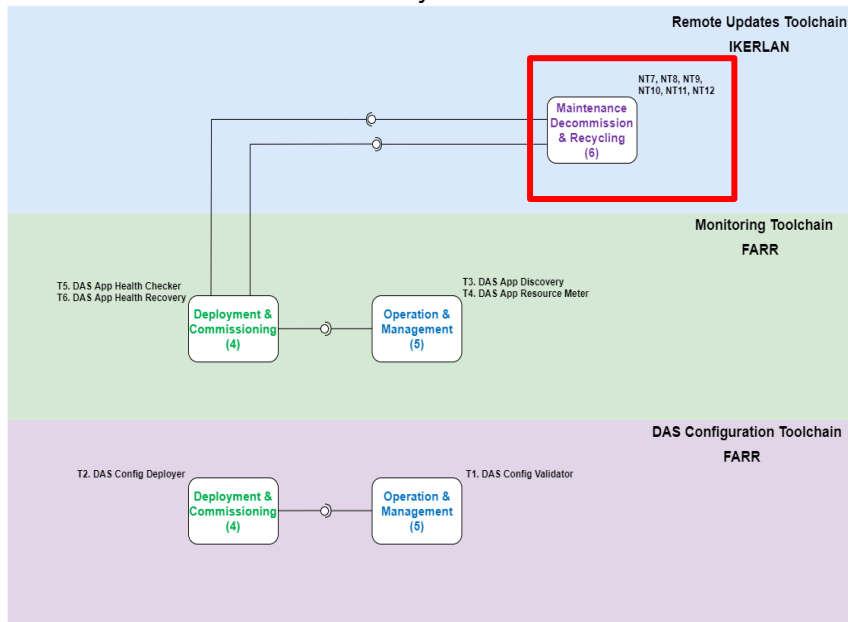 Remote Updates Toolchain
IKERLAN
NT7, NT8, NT9,
NT10, NT11, NT12
Maintenance
Decommission
& Recycling
(6)
Monitoring Toolchain
FARR
T5. DAS App Health Checker
T6. DAS App Health Recovery
T3. DAS App Discovery
T4. DAS App Resource Meter
Deployment &
Commissioning
(4)
Operation &
Management
(5)
DAS Configuration Toolchain
FARR
T2. DAS Config Deployer
T1. DAS Config Validator
Deployment &
Commissioning
(4)
Operation &
Management
(5)